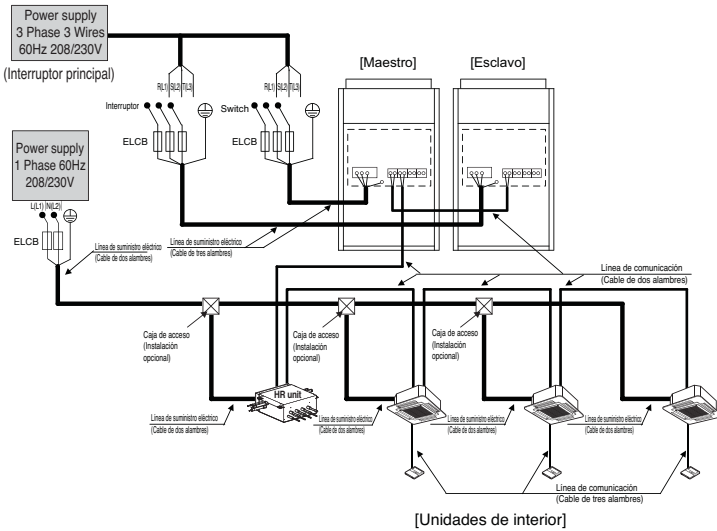 Power supply
3 Phase 3 Wires
60Hz 208/230V
(Interruptor principal)
[Maestro]
[Esclavo]
R(L1) S(L2) T(L3)
R(L1) S(L2) T(L3)
Interruptor
Switch
ELCB
ELCB
Power supply
1 Phase 60Hz
208/230V
L(L1) N(L2)
ELCB
Línea de suministro eléctrico
(Cable de dos alambres)
Línea de suministro eléctrico
(Cable de tres alambres)
Línea de comunicación
(Cable de dos alambres)
Caja de acceso
(Instalación
opcional)
Caja de acceso
(Instalación
opcional)
Caja de acceso
(Instalación
opcional)
HR unit
Línea de suministro eléctrico
(Cable de dos alambres)
Línea de suministro eléctrico
(Cable de dos alambres)
Línea de suministro eléctrico
(Cable de dos alambres)
Línea de suministro eléctrico
(Cable de dos alambres)
Línea de comunicación
(Cable de tres alambres)
[Unidades de interior]